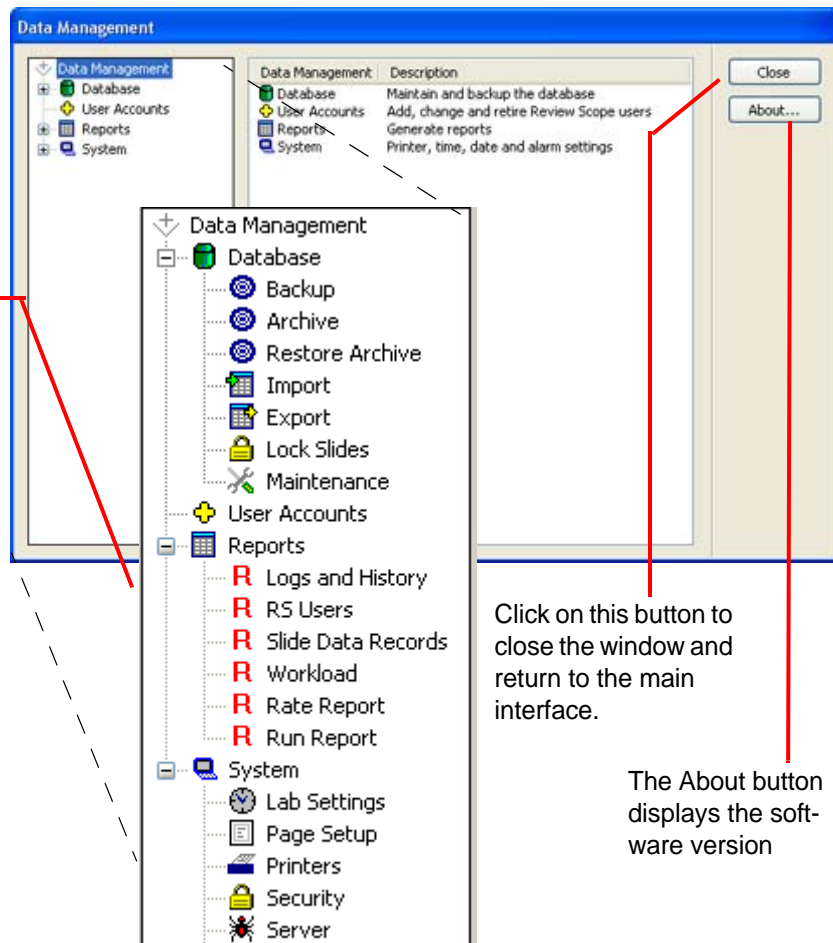 Data Management
Data Management
Database
User Accounts
Reports
System
Data Management Description
Database Maintain and backup the database
User Accounts Add, change and retire Review Scope users
Reports Generate reports
System Printer, time, date and alarm settings
Close
About...
Data Management
Database
Backup
Archive
Restore Archive
Import
Export
Lock Slides
Maintenance
User Accounts
Reports
R Logs and History
R RS Users
R Slide Data Records
R Workload
R Rate Report
R Run Report
System
Lab Settings
Page Setup
Printers
Security
Server
Click on this button to
close the window and
return to the main
interface.
The About button
displays the soft-
ware version